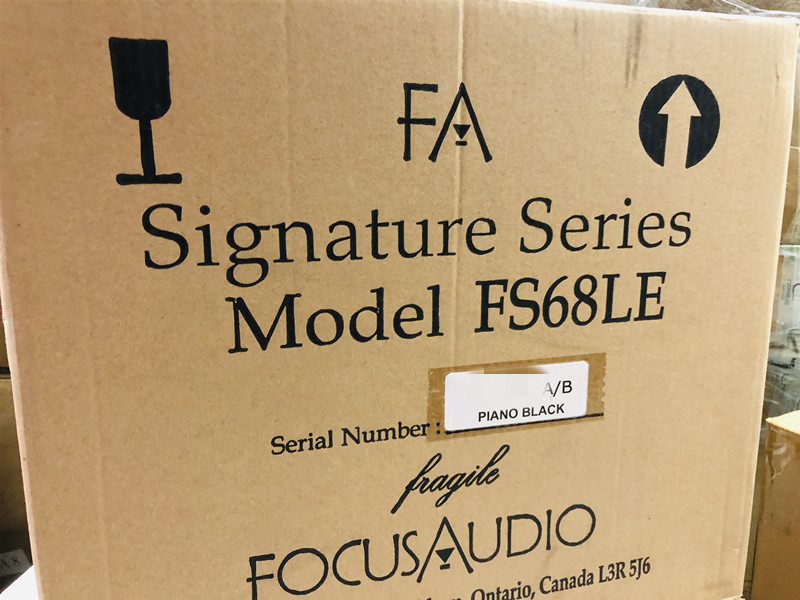 FA
Signature Series
Model FS68LE
A/B
PIANO BLACK
Serial Number:
fragile
FOCUSAUDIO
Ontario, Canada L3R 5J6